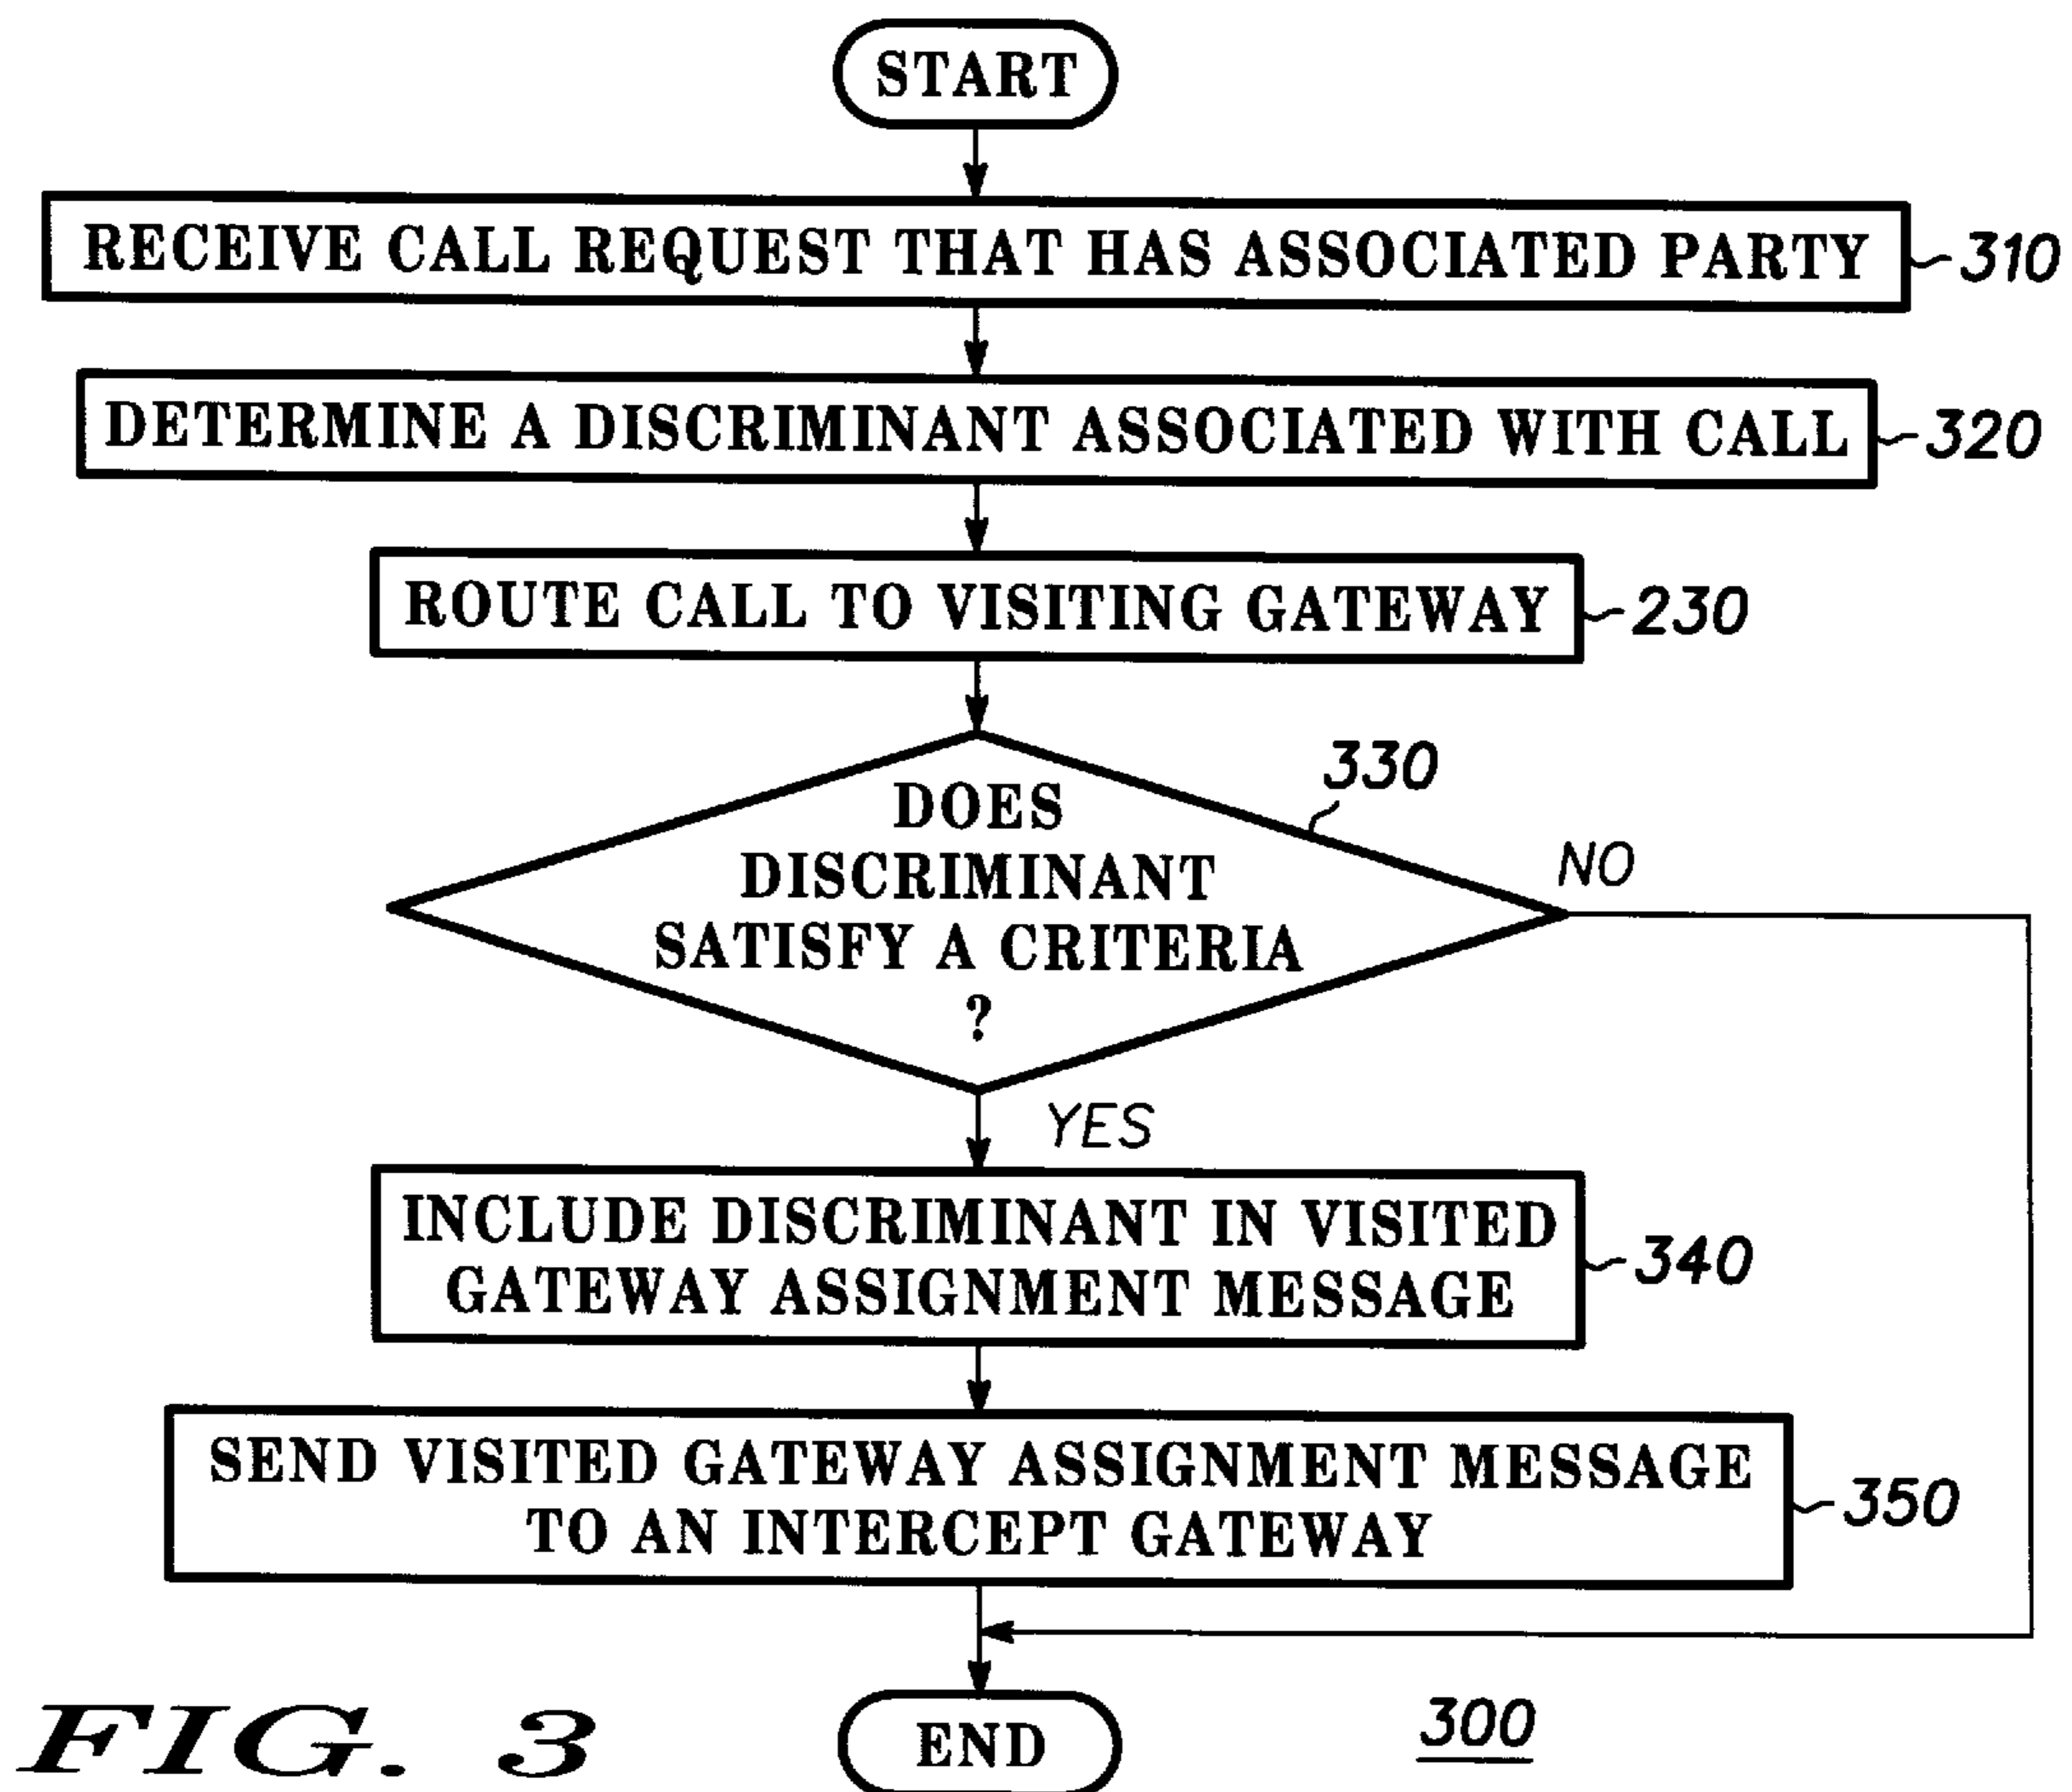 START
RECEIVE CALL REQUEST THAT HAS ASSOCIATED PARTY
310
DETERMINE A DISCRIMINANT ASSOCIATED WITH CALL
320
ROUTE CALL TO VISITING GATEWAY
230
330
DOES
DISCRIMINANT
SATISFY A CRITERIA
?
NO
YES
INCLUDE DISCRIMINANT IN VISITED
GATEWAY ASSIGNMENT MESSAGE
340
SEND VISITED GATEWAY ASSIGNMENT MESSAGE
TO AN INTERCEPT GATEWAY
350
END
300
FIG. 3